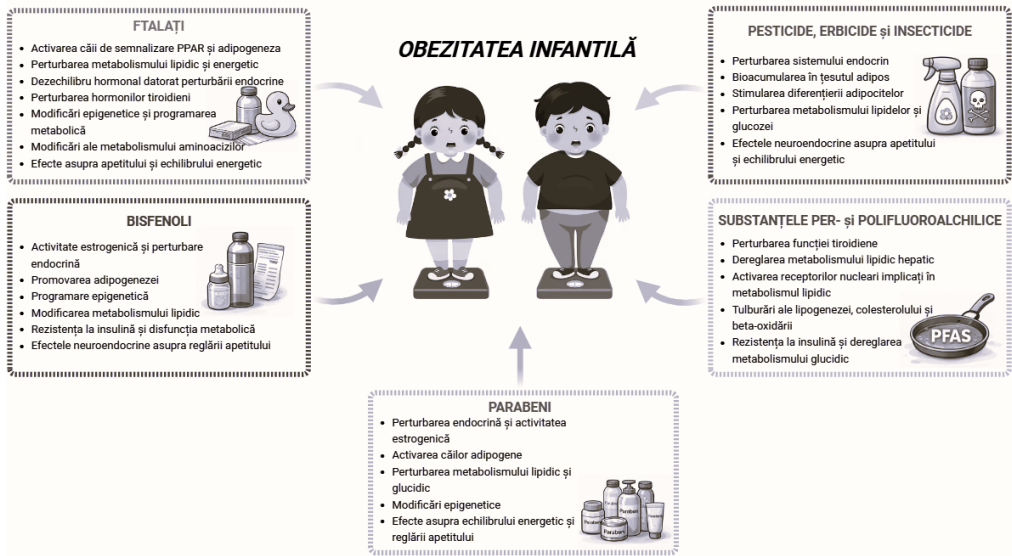 FTALAȚI
• Activarea căii de semnalizare PPAR și adipogeneza
• Perturbarea metabolismului lipidic și energetic
• Dezechilibru hormonal datorat perturbării endocrine
• Perturbarea hormonilor tiroidieni
• Modificări epigenetice și programarea
metabolică
• Modificări ale metabolismului aminoacizilor
• Efecte asupra apetitului și echilibrului energetic
OBEZITATEA INFANTILĂ
PESTICIDE, ERBICIDE și INSECTICIDE
• Perturbarea sistemului endocrin
• Bioacumularea în țesutul adipos
• Stimularea diferențierii adipocitelor
• Perturbarea metabolismului lipidelor și
glucozei
• Efectele neuroendocrine asupra apetitului
și echilibrului energetic
BISFENOLI
• Activitate estrogenică și perturbare
endocrină
• Promovarea adipogenezei
• Programare epigenetică
• Modificarea metabolismului lipidic
• Rezistența la insulină și disfuncția metabolică
• Efectele neuroendocrine asupra reglării apetitului
SUBSTANȚELE PER- și POLIFLUOROALCHILICE
• Perturbarea funcției tiroidiene
• Dereglarea metabolismului lipidic hepatic
• Activarea receptorilor nucleari implicați în
metabolismul lipidic
• Tulburări ale lipogenezei, colesterolului și
beta-oxidării
• Rezistența la insulină și dereglarea
metabolismului glucidic
PFAS
PARABENI
• Perturbarea endocrină și activitatea
estrogenică
• Activarea căilor adipogene
• Perturbarea metabolismului lipidic și
glucidic
• Modificări epigenetice
• Efecte asupra echilibrului energetic și
reglării apetitului
Parabeni